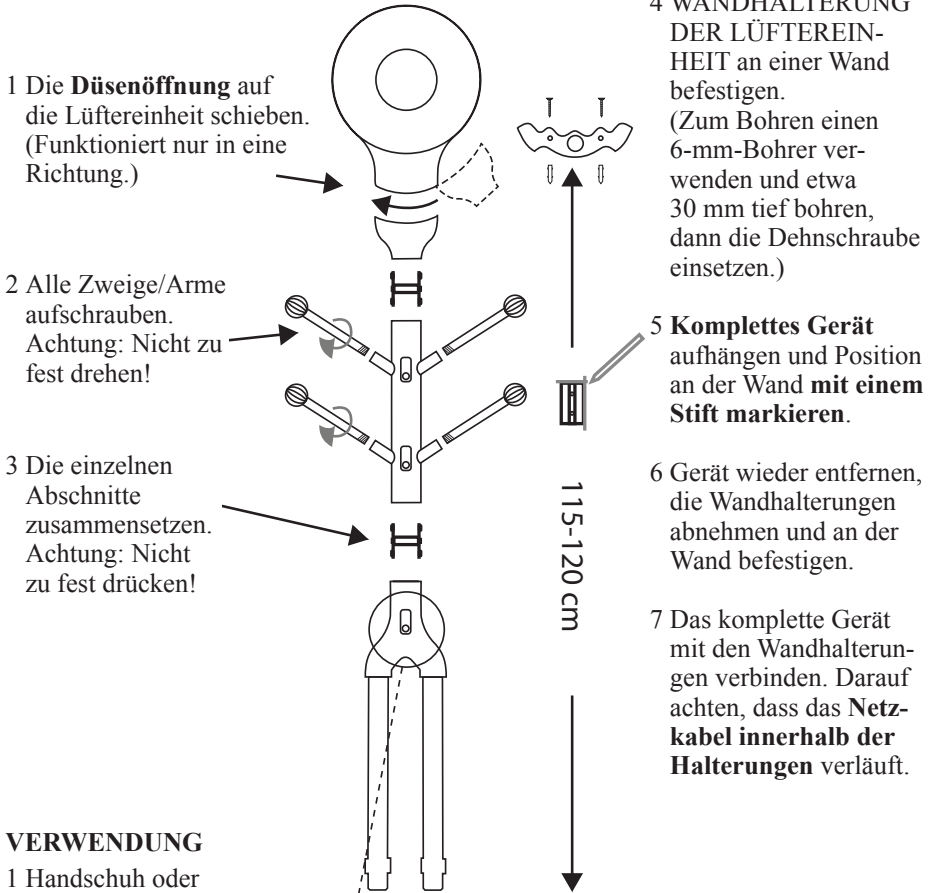 1 Die Düsenöffnung auf
die Lüftereinheit schieben.
(Funktioniert nur in eine
Richtung.)
2 Alle Zweige/Arme
aufschrauben.
Achtung: Nicht zu
fest drehen!
3 Die einzelnen
Abschnitte
zusammensetzen.
Achtung: Nicht
zu fest drücken!
VERWENDUNG
1 Handschuh oder
4 WANDHALTERUNG
DER LÜFTEREIN-
HEIT an einer Wand
befestigen.
(Zum Bohren einen
6-mm-Bohrer ver-
wenden und etwa
30 mm tief bohren,
dann die Dehnschraube
einsetzen.)
5 Komplettes Gerät
aufhängen und Position
an der Wand mit einem
Stift markieren.
6 Gerät wieder entfernen,
die Wandhalterungen
abnehmen und an der
Wand befestigen.
7 Das komplette Gerät
mit den Wandhalterun-
gen verbinden. Darauf
achten, dass das Netz-
kabel innerhalb der
Halterungen verläuft.
115-120 cm